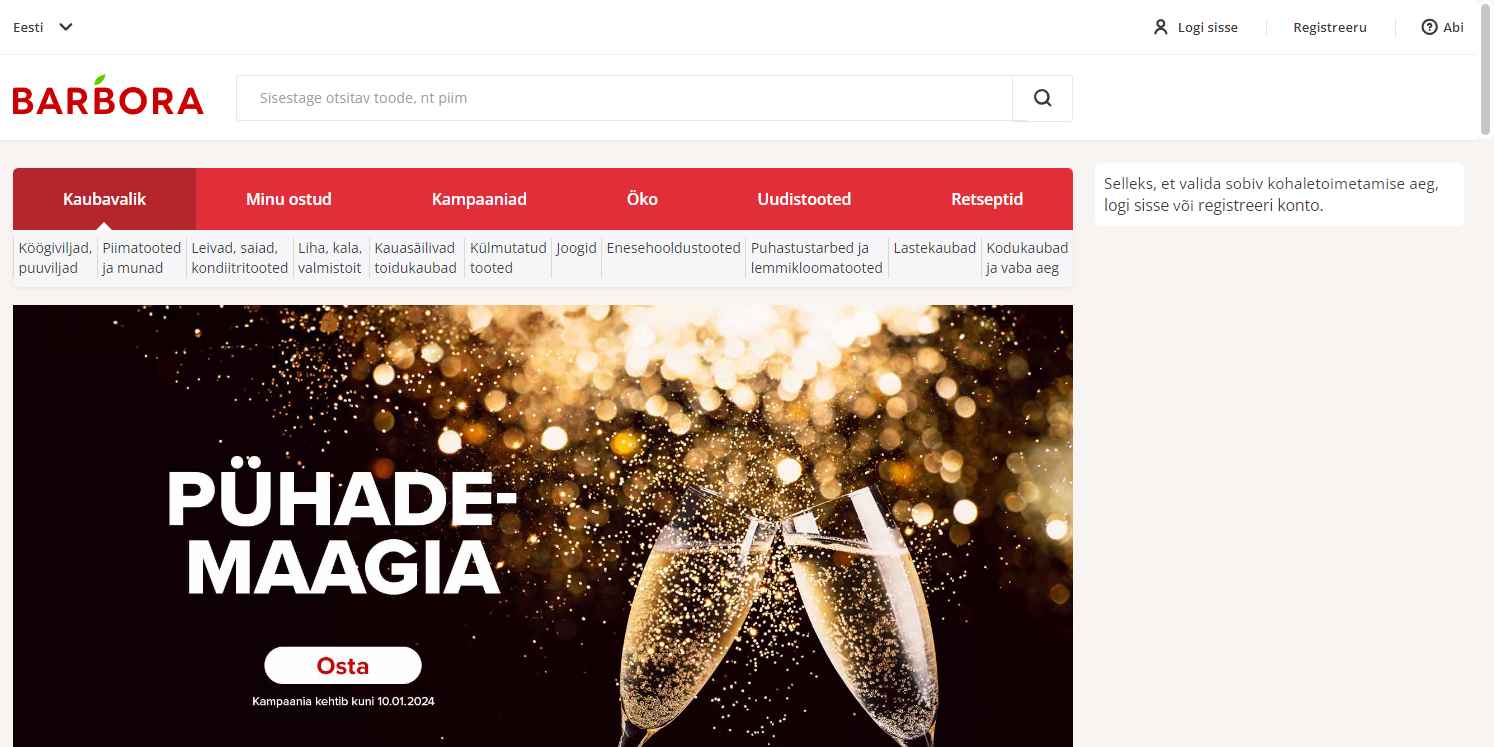 Eesti
Logi sisse
Registreeru
Abi
BARBORA
Sisestage otsitav toode, nt piim
Kaubavalik
Minu ostud
Kampaaniad
Öko
Uudistooted
Retseptid
Selleks, et valida sobiv kohaletoimetamise aeg,
logi sisse või registreeri konto.
Köögiviljad,
puuviljad
Piimatooted
ja munad
Leivad, saiad,
kondiitritooted
Liha, kala,
valmistoit
Kauasäilivad
toidukaubad
Külmutatud
tooted
Joogid
Enesehooldustooted
Puhastustarbed ja
lemmikloomatooted
Lastekaubad
Kodukaubad
ja vaba aeg
PÜHADE-
MAAGIA
Osta
Kampaania kehtib kuni 10.01.2024